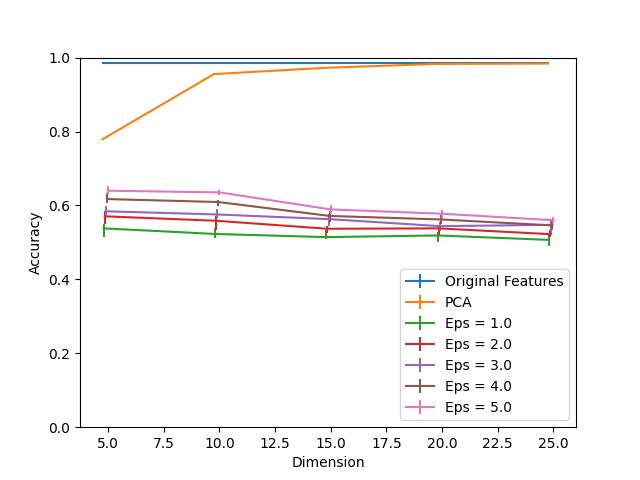 1.0
0.8
0.6
0.4
0.2
0.0
Accuracy
Original Features
PCA
Eps = 1.0
Eps = 2.0
Eps = 3.0
Eps = 4.0
Eps = 5.0
5.0 7.5 10.0 12.5 15.0 17.5 20.0 22.5 25.0
Dimension